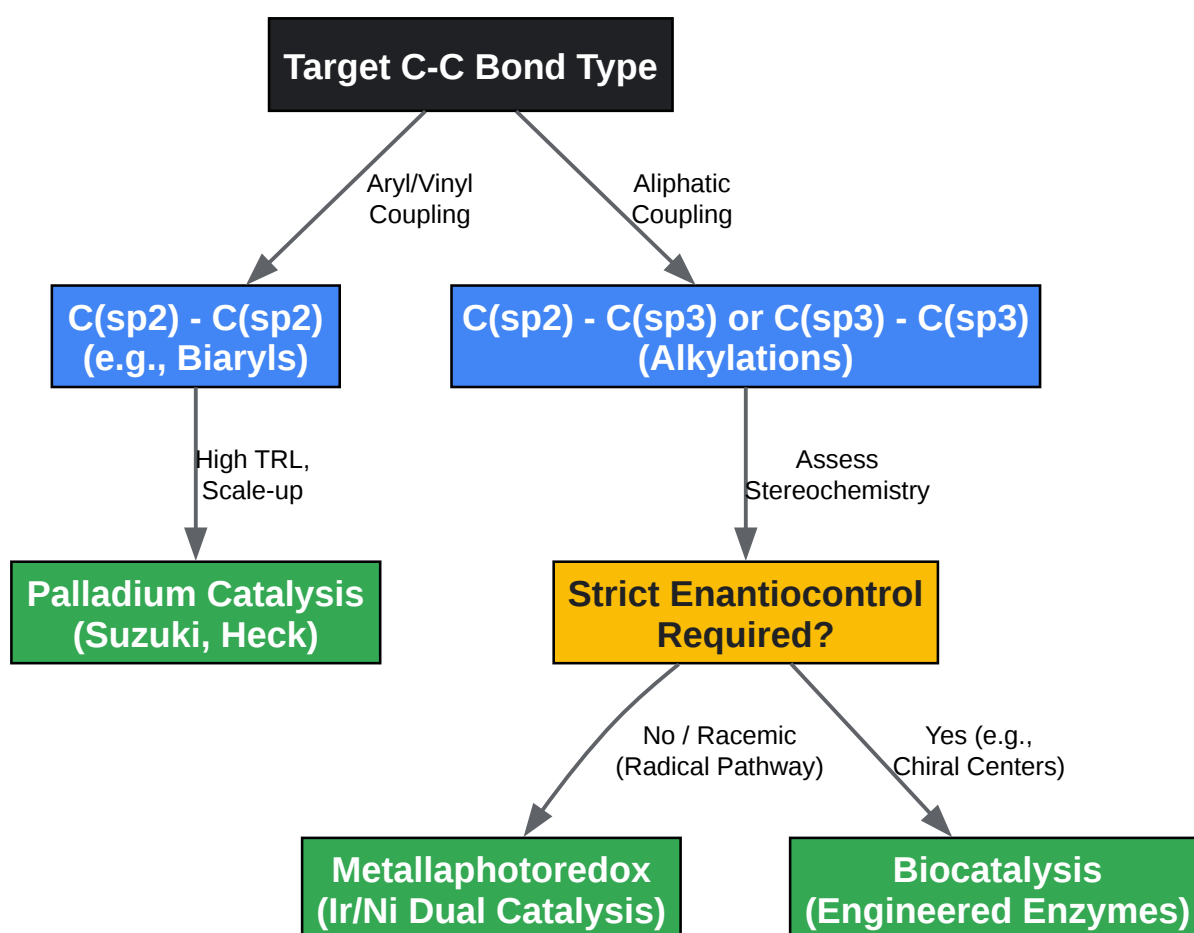 Target C-C Bond Type
Aryl/Vinyl
Coupling
Aliphatic
Coupling
C(sp2) - C(sp2)
(e.g., Biaryls)
C(sp2) - C(sp3) or C(sp3) - C(sp3)
(Alkylations)
High TRL,
Scale-up
Assess
Stereochemistry
Palladium Catalysis
(Suzuki, Heck)
Strict Enantiocontrol
Required?
No / Racemic
(Radical Pathway)
Yes (e.g.,
Chiral Centers)
Metallaphotoredox
(Ir/Ni Dual Catalysis)
Biocatalysis
(Engineered Enzymes)